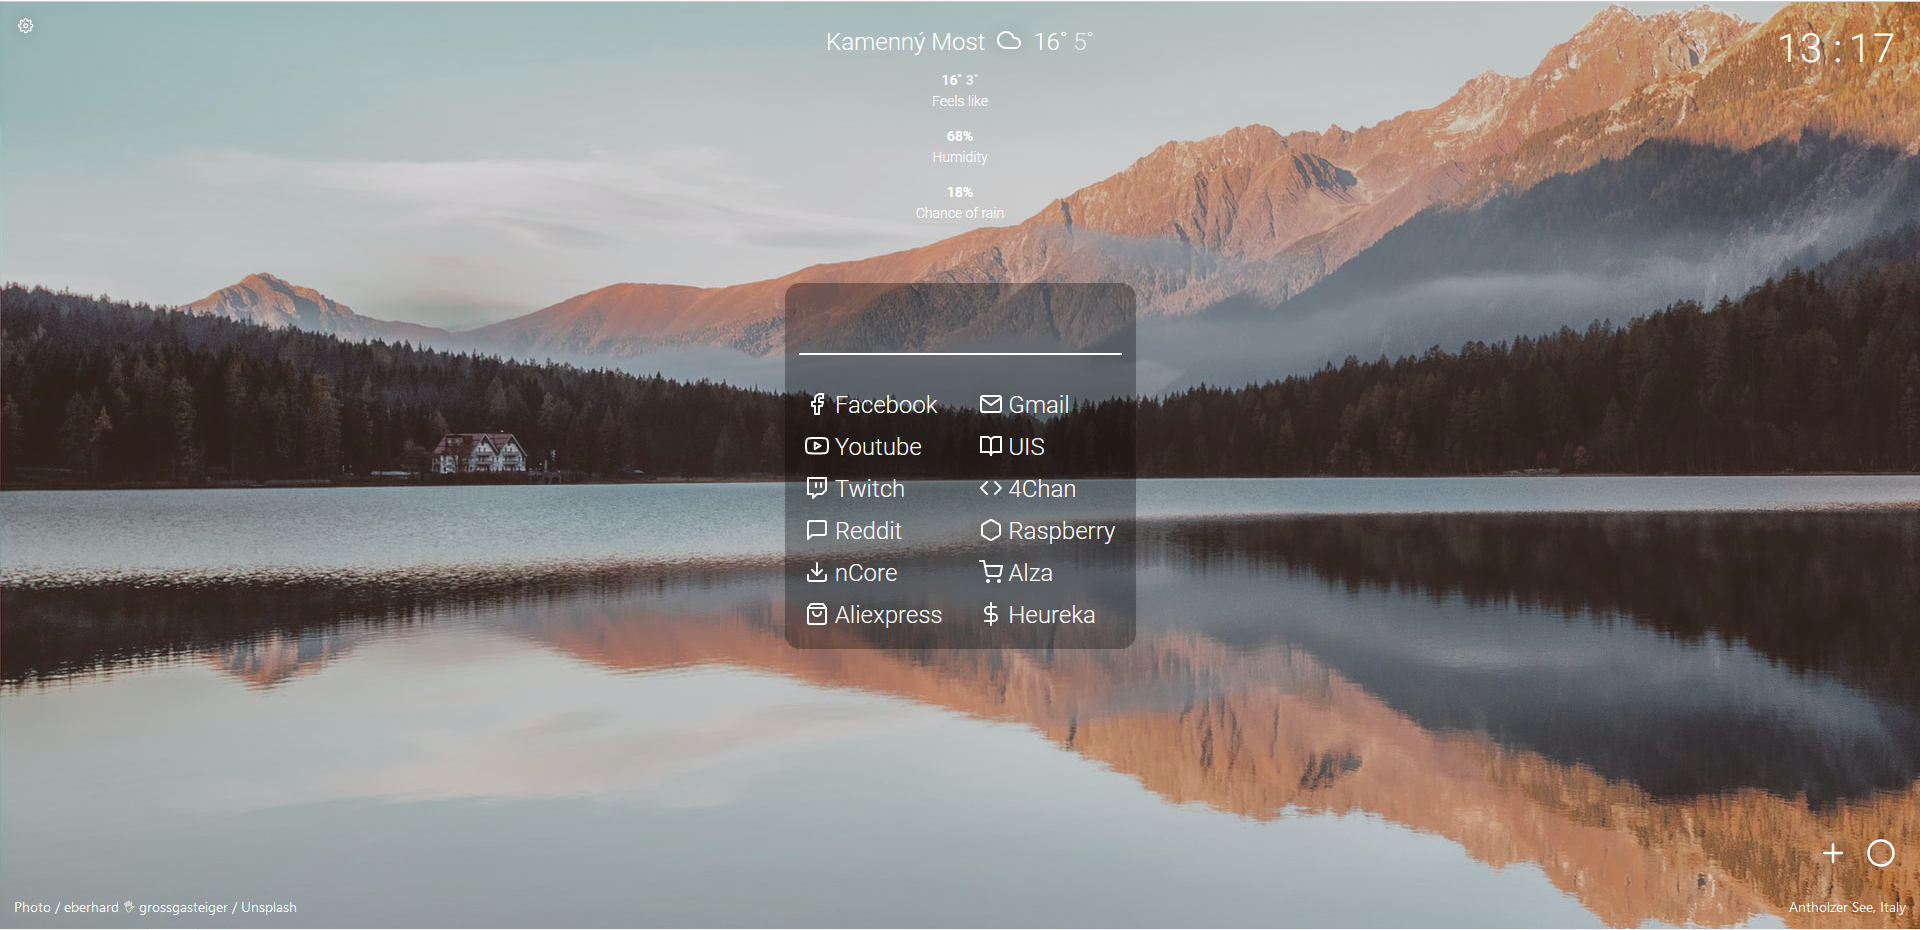 Kamenný Most 16° 5°
13:17
16° 3°
Feels like
68%
Humidity
18%
Chance of rain
Facebook
Gmail
Youtube
UIS
Twitch
4Chan
Reddit
Raspberry
nCore
Alza
Aliexpress
Heureka
Photo / eberhard 🖐 grossgasteiger / Unsplash
Antholzer See, Italy